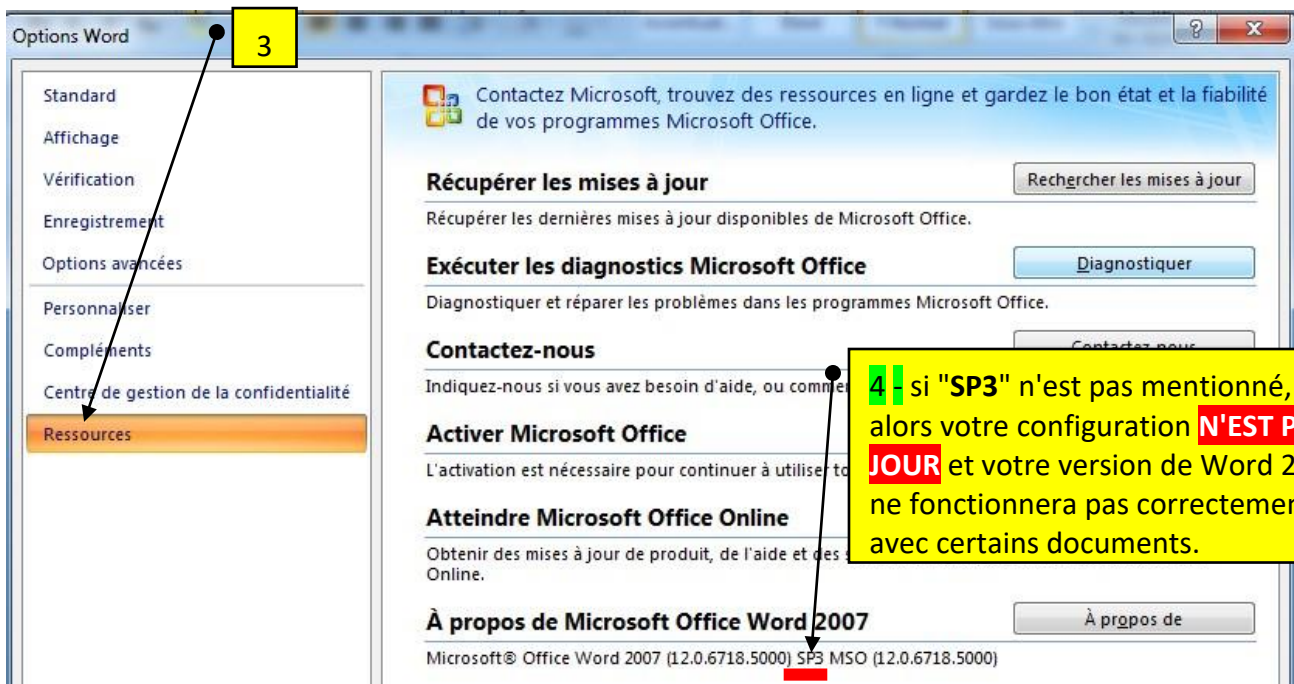 Options Word
3
Standard
Affichage
Vérification
Enregistrement
Options avancées
Personnaliser
Compléments
Centre de gestion de la confidentialité
Ressources
Contactez Microsoft, trouvez des ressources en ligne et gardez le bon état et la fiabilité
de vos programmes Microsoft Office.
Récupérer les mises à jour
Rechercher les mises à jour
Récupérer les dernières mises à jour disponibles de Microsoft Office.
Exécuter les diagnostics Microsoft Office
Diagnostiquer
Diagnostiquer et réparer les problèmes dans les programmes Microsoft Office.
Contactez-nous
Contactez-nous
Indiquez-nous si vous avez besoin d'aide, ou
Activer Microsoft Office
L'activation est nécessaire pour continuer à utiliser
Atteindre Microsoft Office Online
Obtenir des mises à jour de produit, de l'aide et des
Online.
4 - si "SP3" n'est pas mentionné,
alors votre configuration N'EST P
JOUR et votre version de Word 2
ne fonctionnera pas correctemen
avec certains documents.
À propos de Microsoft Office Word 2007
À propos de
Microsoft® Office Word 2007 (12.0.6718.5000) SP3 MSO (12.0.6718.5000)